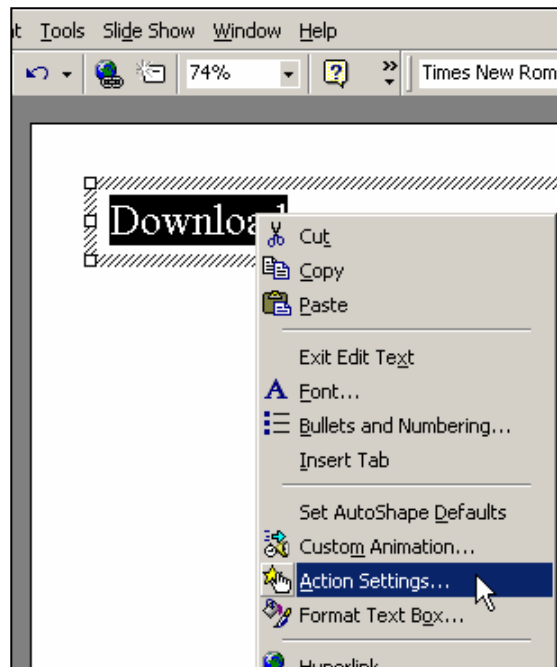 t Tools Slide Show Window Help
74% Times New Rom
Download
Cut
Copy
Paste
Exit Edit Text
Font...
Bullets and Numbering...
Insert Tab
Set AutoShape Defaults
Custom Animation...
Action Settings...
Format Text Box...
Hyperlink